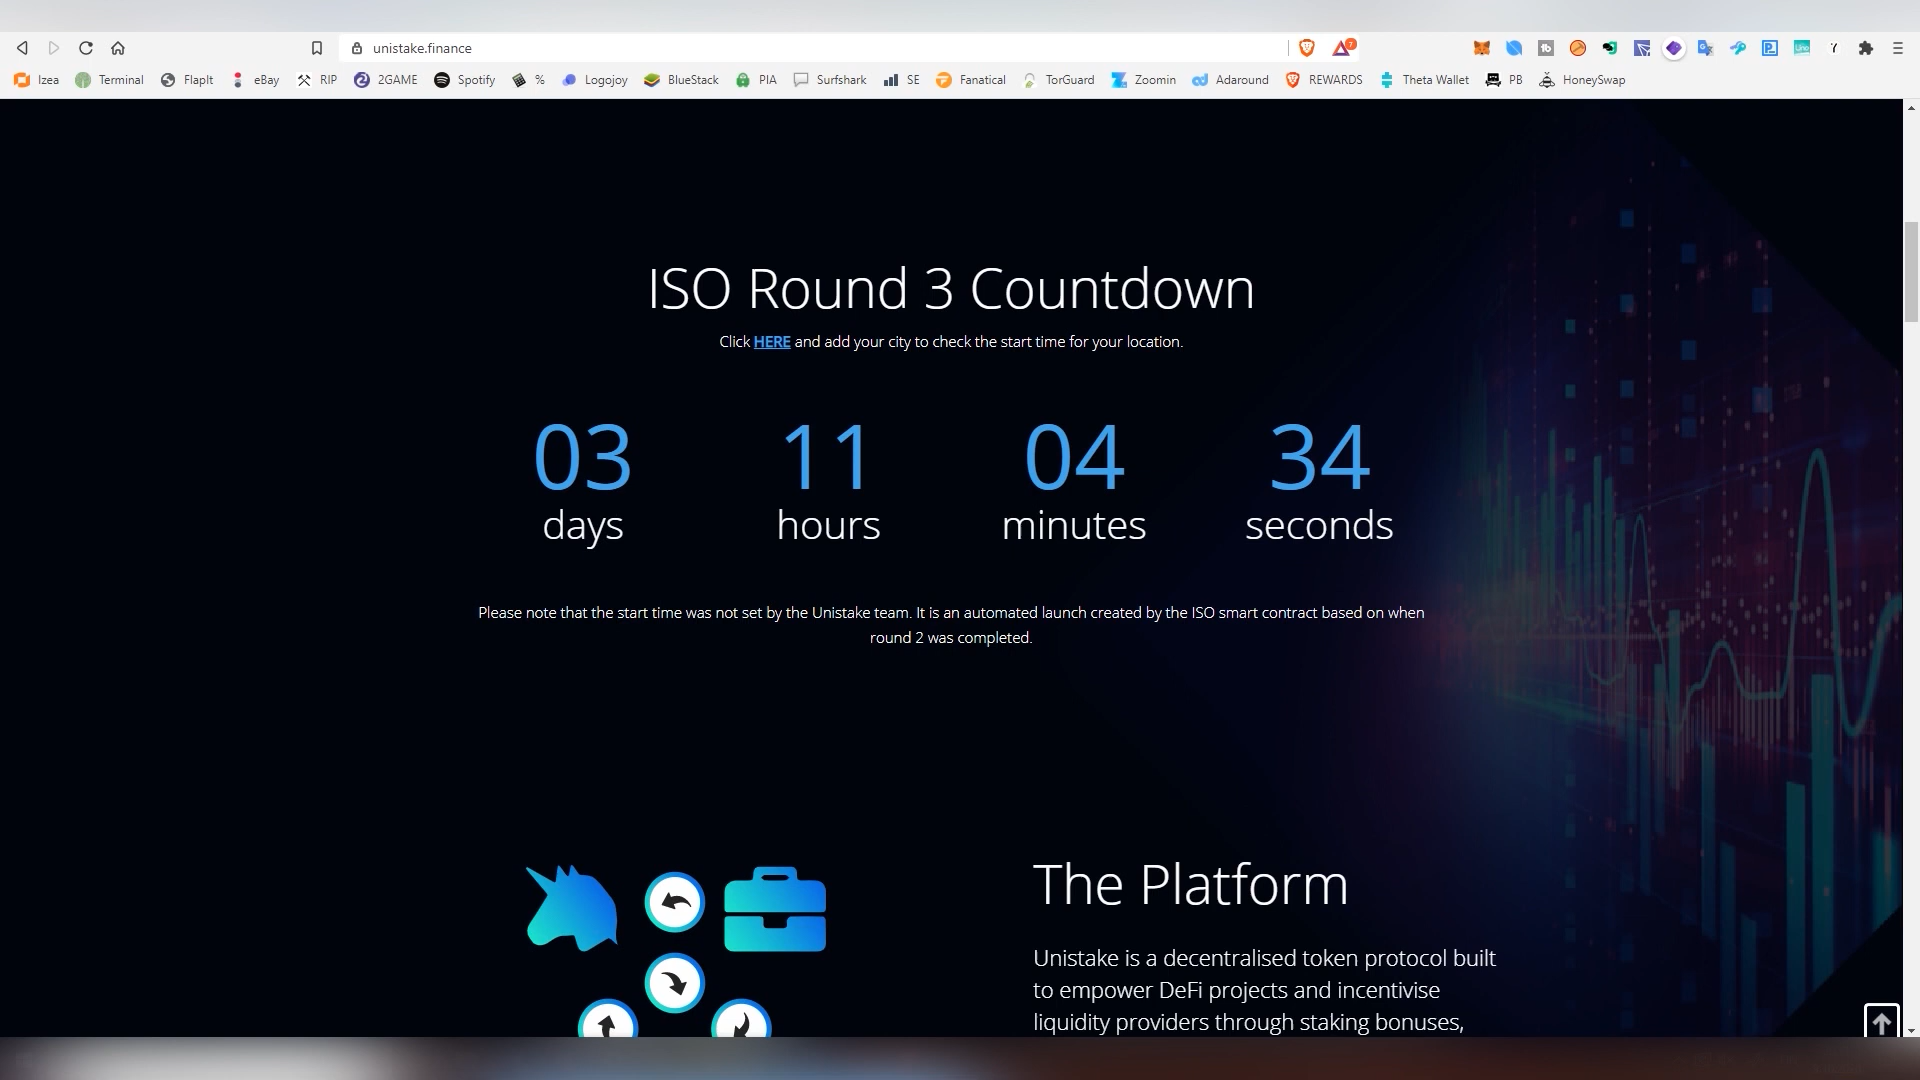 unistake.finance
7
Izea Terminal FlapIt eBay RIP 2GAME Spotify % Logojoy BlueStack PIA Surfshark SE Fanatical TorGuard Zoomin Adaround REWARDS Theta Wallet PB HoneySwap
ISO Round 3 Countdown
Click HERE and add your city to check the start time for your location.
03 11 04 34
days hours minutes seconds
Please note that the start time was not set by the Unistake team. It is an automated launch created by the ISO smart contract based on when
round 2 was completed.
The Platform
Unistake is a decentralised token protocol built
to empower DeFi projects and incentivise
liquidity providers through staking bonuses,